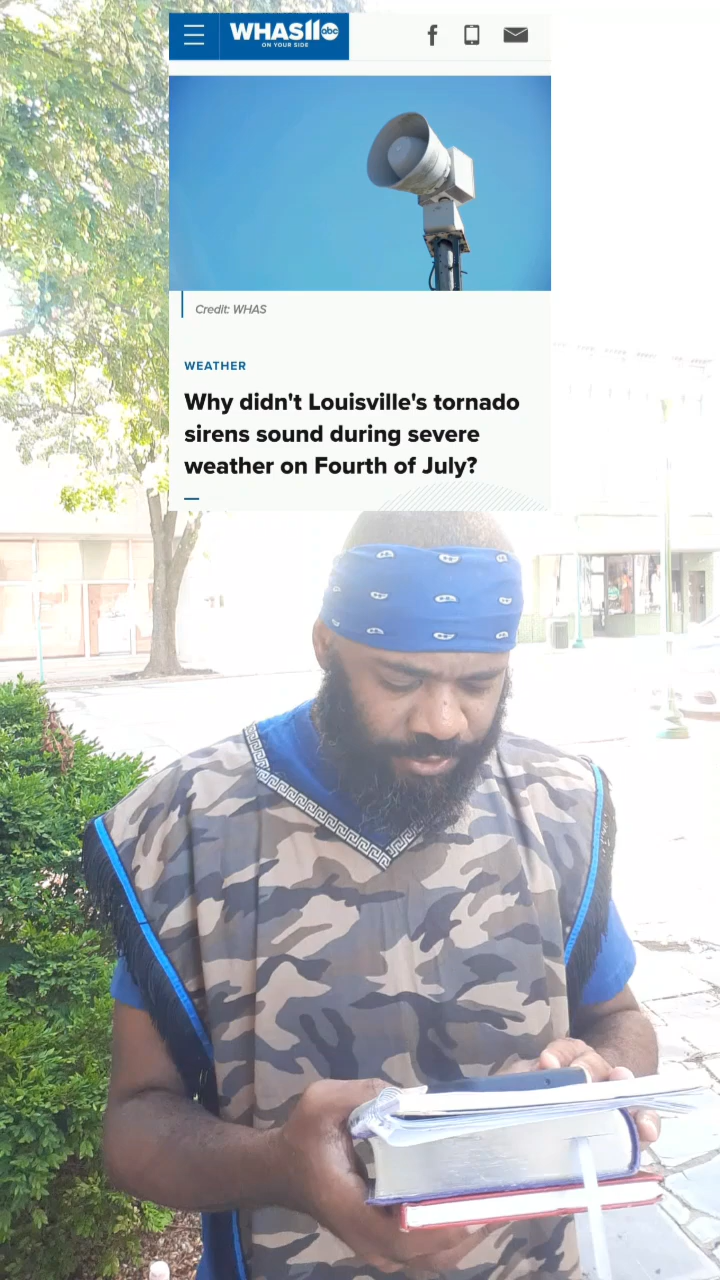 WHAS11 abc
ON YOUR SIDE
Credit: WHAS
WEATHER
Why didn't Louisville's tornado
sirens sound during severe
weather on Fourth of July?